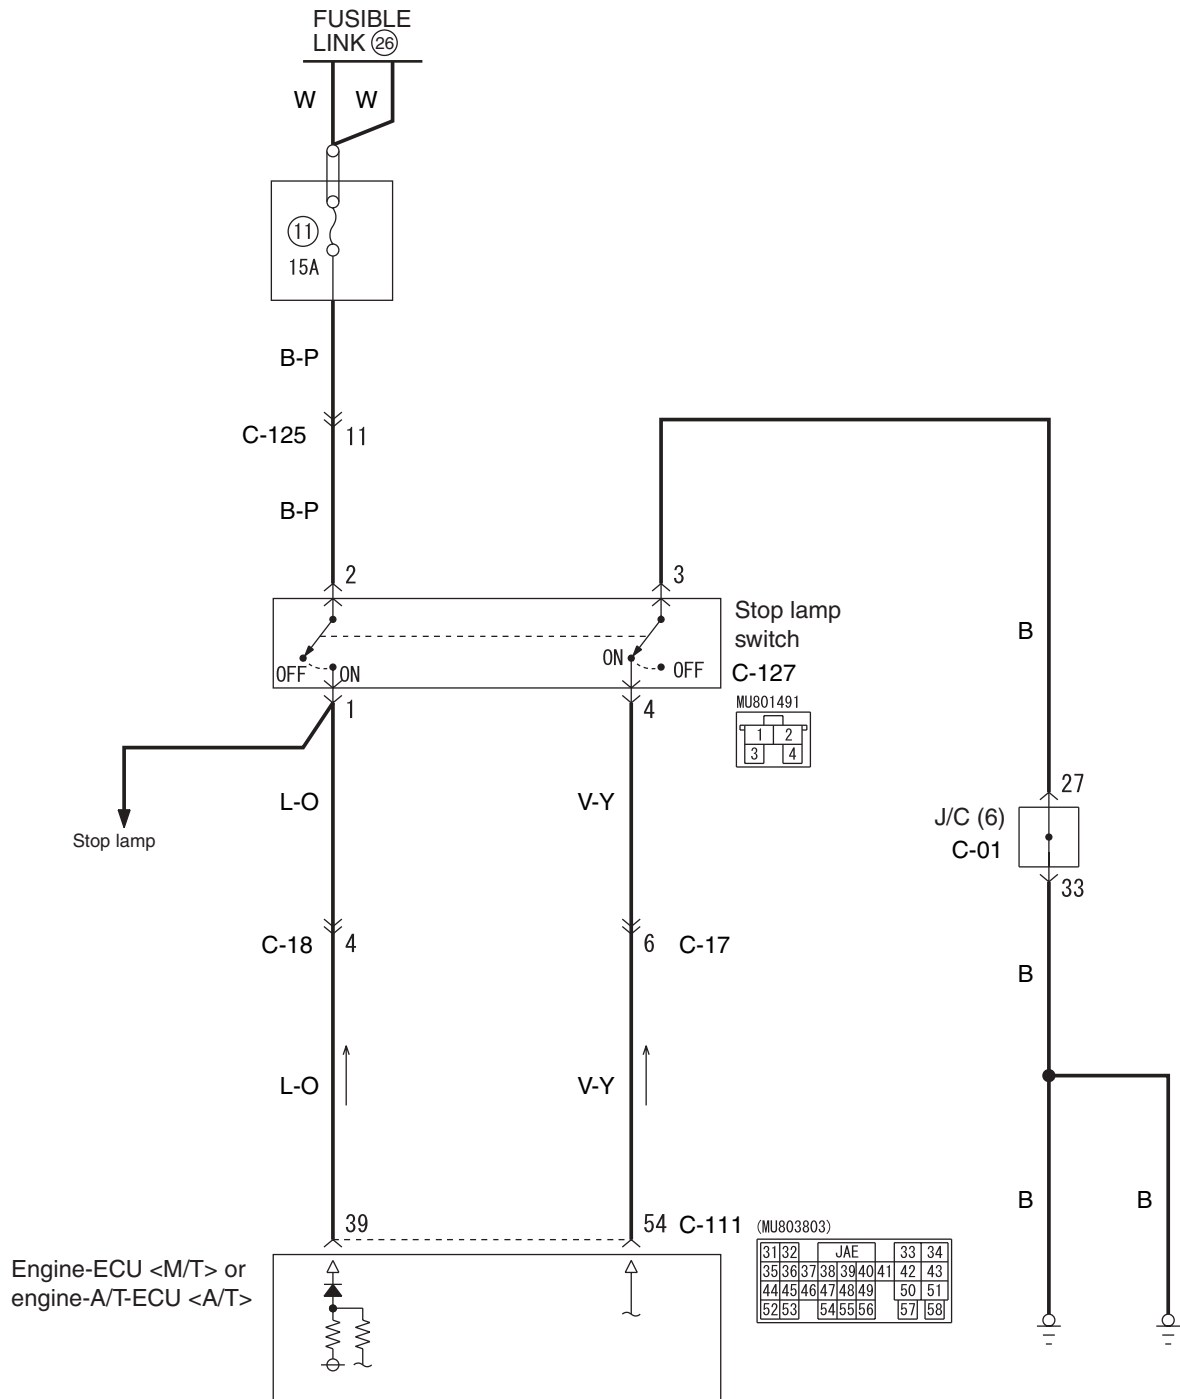 FUSIBLE
LINK 26
W
W
11
15A
B-P
C-125
11
B-P
2
3
Stop lamp
switch
C-127
OFF
ON
ON
OFF
1
4
MU801491
1 2
3 4
B
Stop lamp
L-O
V-Y
27
J/C (6)
C-01
33
C-18
4
6
C-17
B
L-O
V-Y
39
54
C-111
(MU803803)
31 32 JAE 33 34
35 36 37 38 39 40 41 42 43
44 45 46 47 48 49 50 51
52 53 54 55 56 57 58
B
B
Engine-ECU <M/T> or
engine-A/T-ECU <A/T>